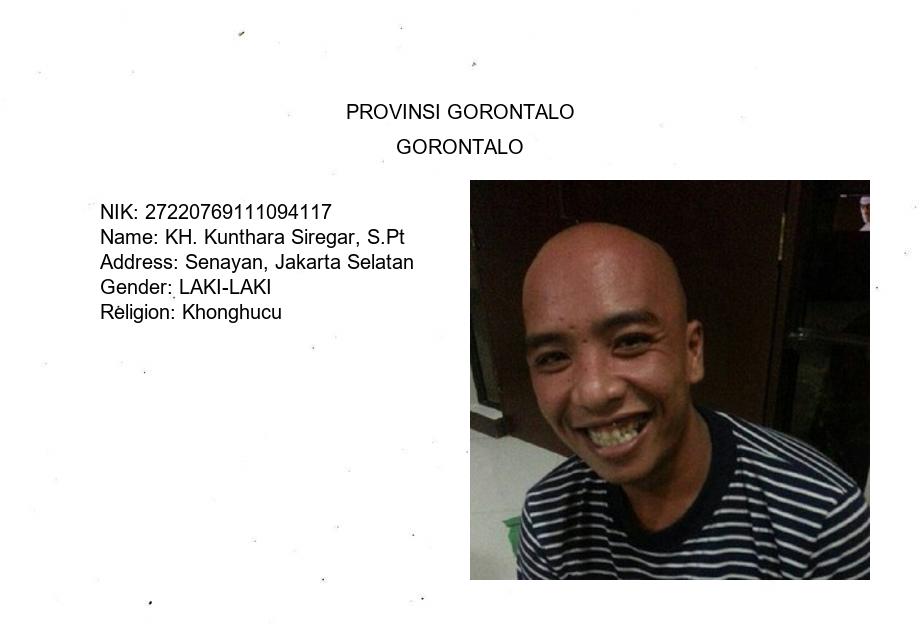 PROVINSI GORONTALO
GORONTALO
NIK: 27220769111094117
Name: KH. Kunthara Siregar, S.Pt
Address: Senayan, Jakarta Selatan
Gender: LAKI-LAKI
Religion: Khonghucu